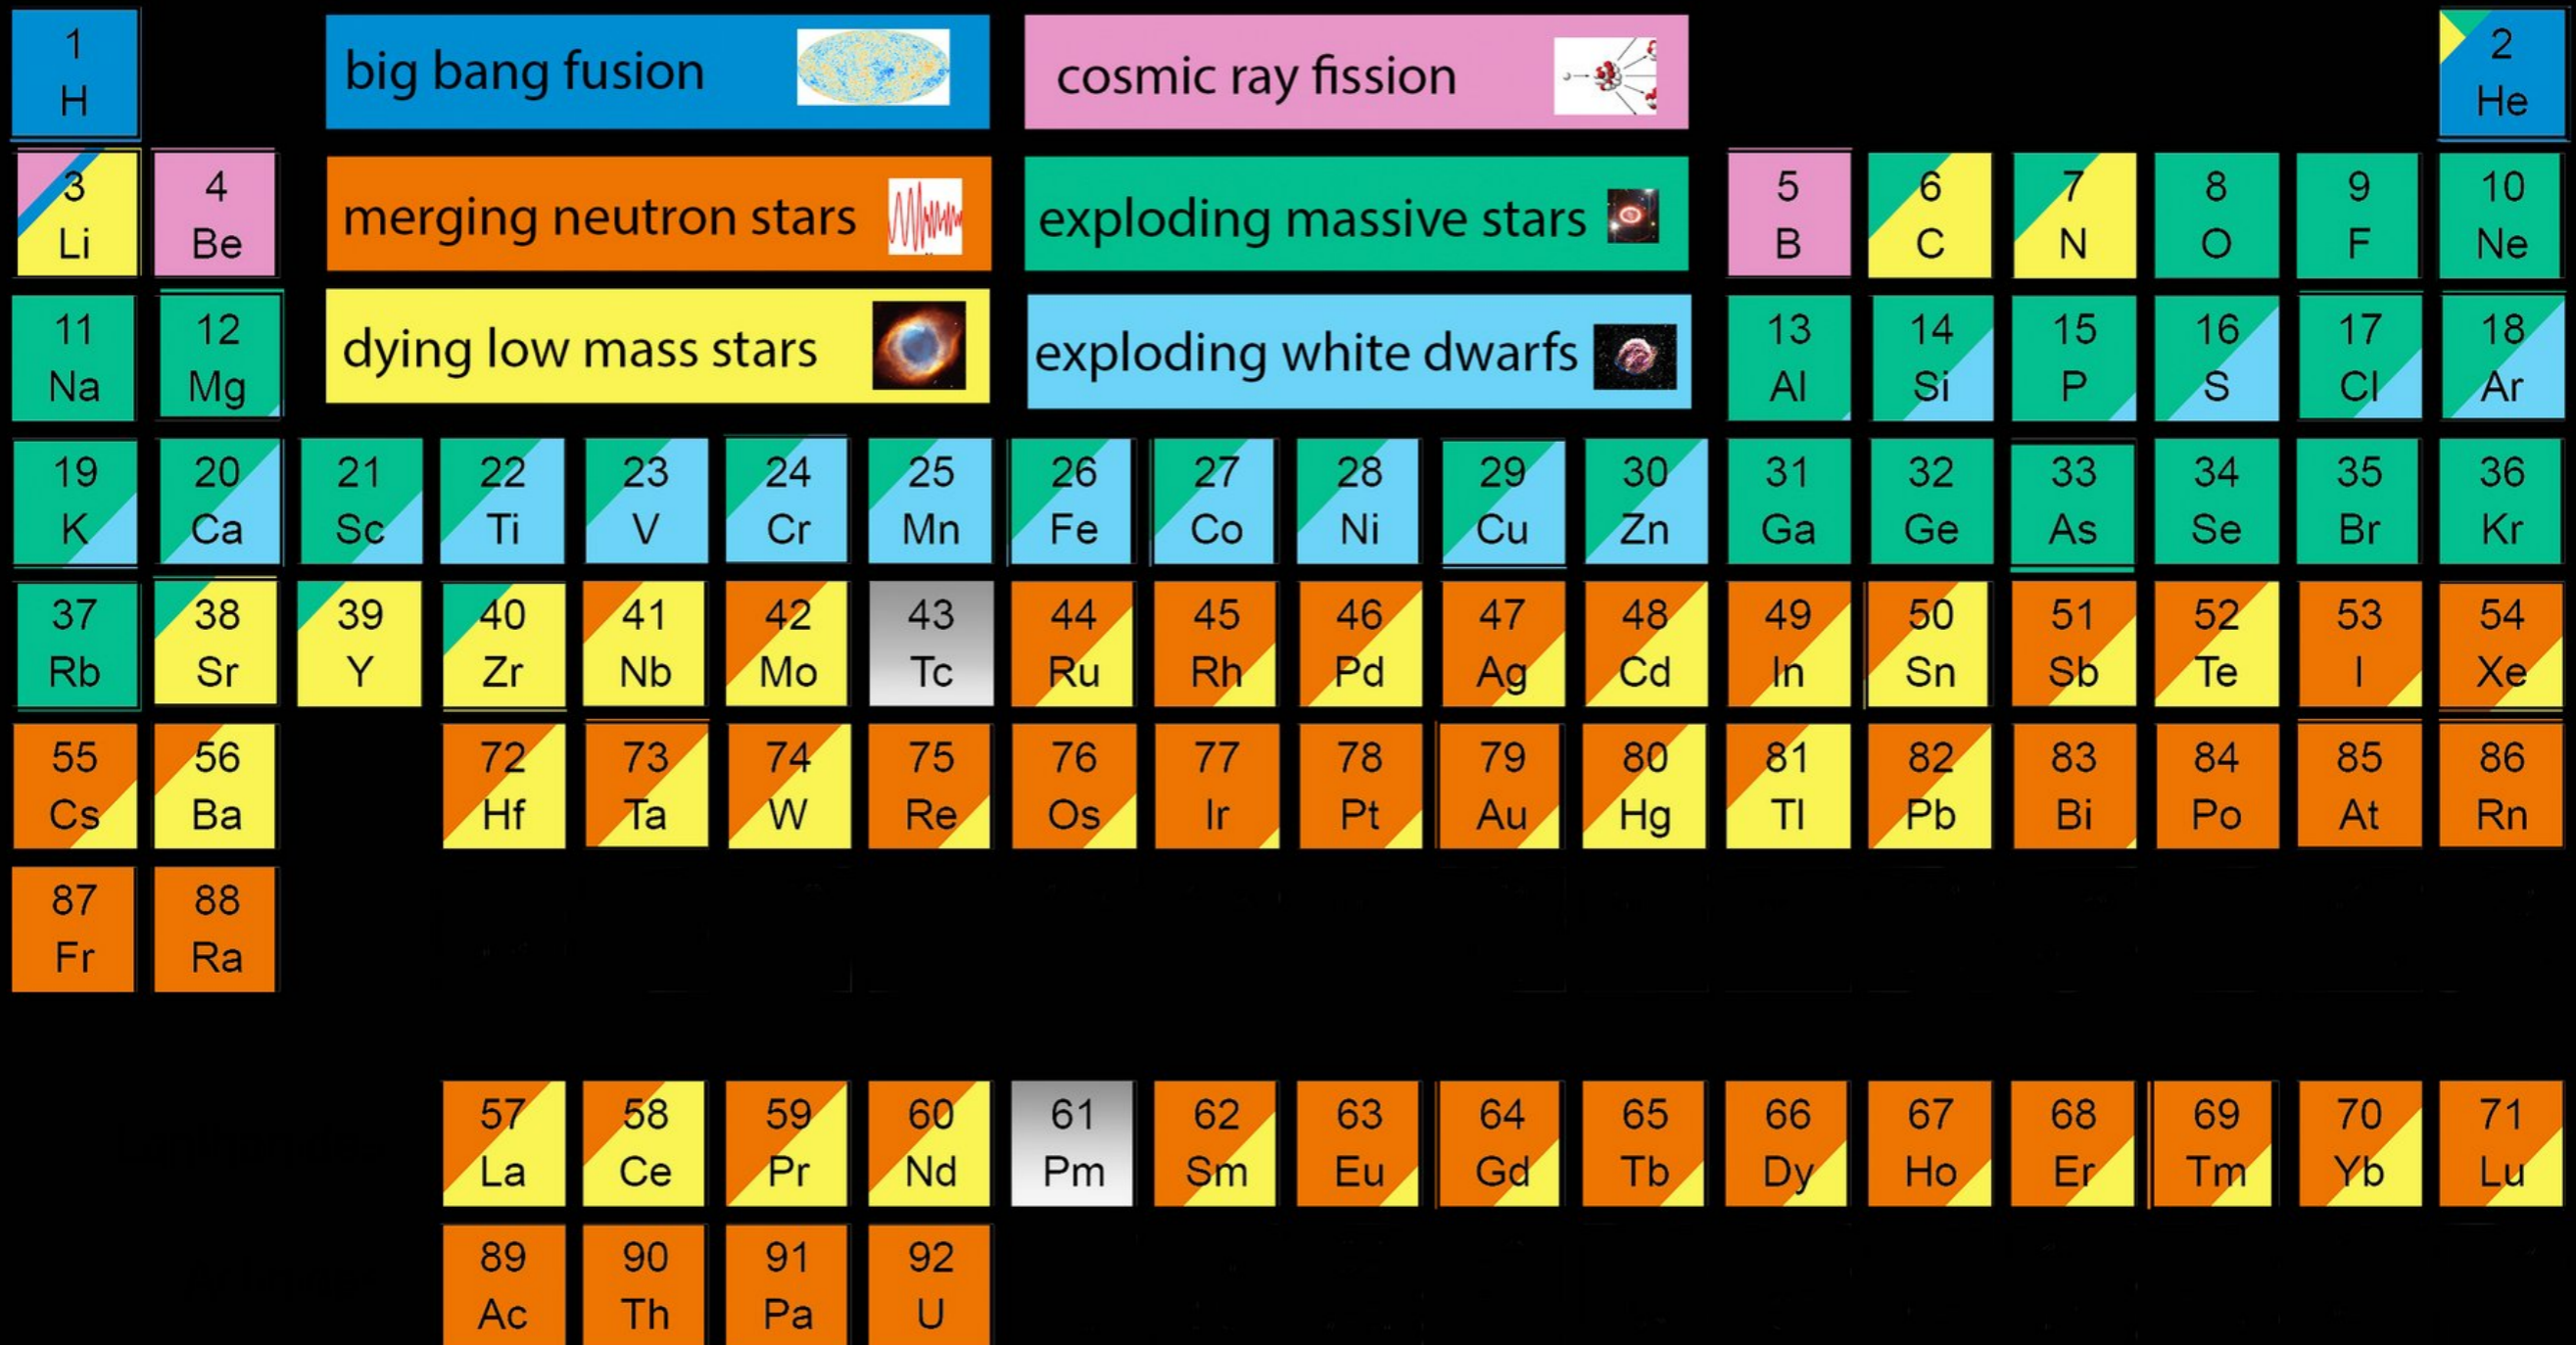 1
H
big bang fusion
cosmic ray fission
2
He
3
Li
4
Be
merging neutron stars
exploding massive stars
5
B
6
C
7
N
8
O
9
F
10
Ne
11
Na
12
Mg
dying low mass stars
exploding white dwarfs
13
Al
14
Si
15
P
16
S
17
Cl
18
Ar
19
K
20
Ca
21
Sc
22
Ti
23
V
24
Cr
25
Mn
26
Fe
27
Co
28
Ni
29
Cu
30
Zn
31
Ga
32
Ge
33
As
34
Se
35
Br
36
Kr
37
Rb
38
Sr
39
Y
40
Zr
41
Nb
42
Mo
43
Tc
44
Ru
45
Rh
46
Pd
47
Ag
48
Cd
49
In
50
Sn
51
Sb
52
Te
53
I
54
Xe
55
Cs
56
Ba
72
Hf
73
Ta
74
W
75
Re
76
Os
77
Ir
78
Pt
79
Au
80
Hg
81
Tl
82
Pb
83
Bi
84
Po
85
At
86
Rn
87
Fr
88
Ra
57
La
58
Ce
59
Pr
60
Nd
61
Pm
62
Sm
63
Eu
64
Gd
65
Tb
66
Dy
67
Ho
68
Er
69
Tm
70
Yb
71
Lu
89
Ac
90
Th
91
Pa
92
U